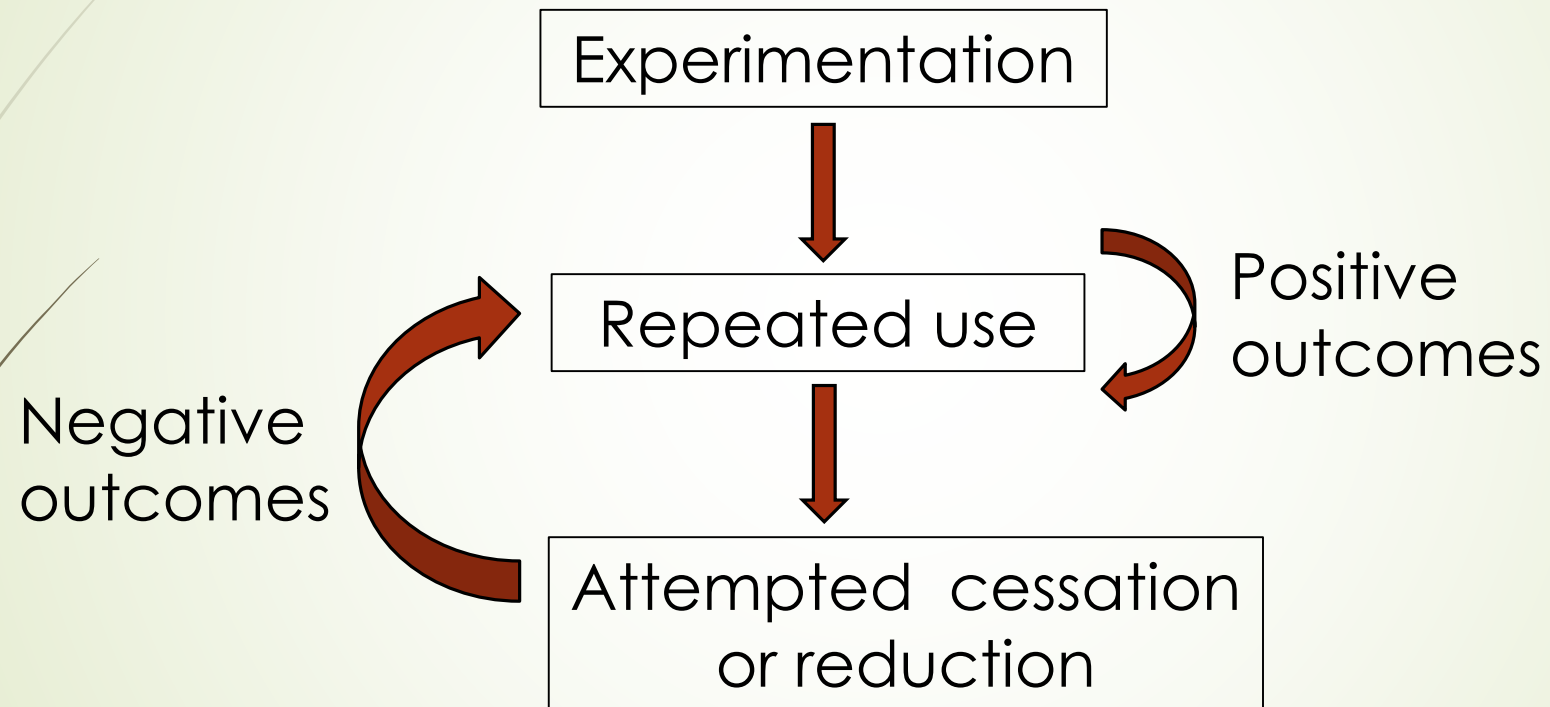 Experimentation
Repeated use
Positive
outcomes
Negative
outcomes
Attempted cessation
or reduction